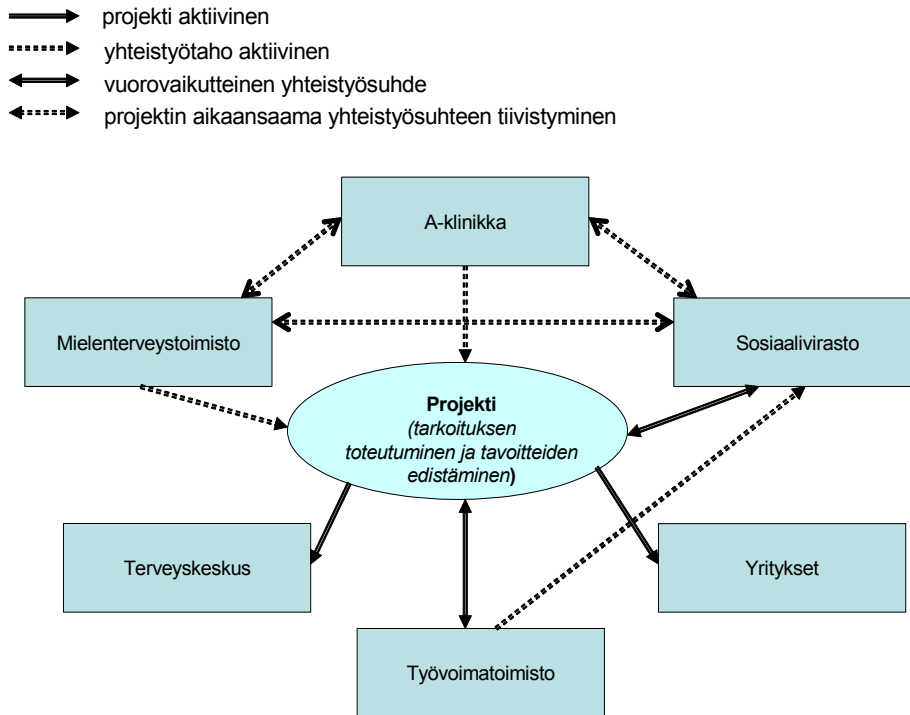 projekti aktiivinen
yhteistyötaho aktiivinen
vuorovaikutteinen yhteistyösuhde
projektin aikaansaama yhteistyösuhteen tiivistyminen
A-klinikka
Mielenterveystoimisto
Sosiaalivirasto
Projekti
(tarkoituksen
toteutuminen ja tavoitteiden
edistäminen)
Terveyskeskus
Yritykset
Työvoimatoimisto